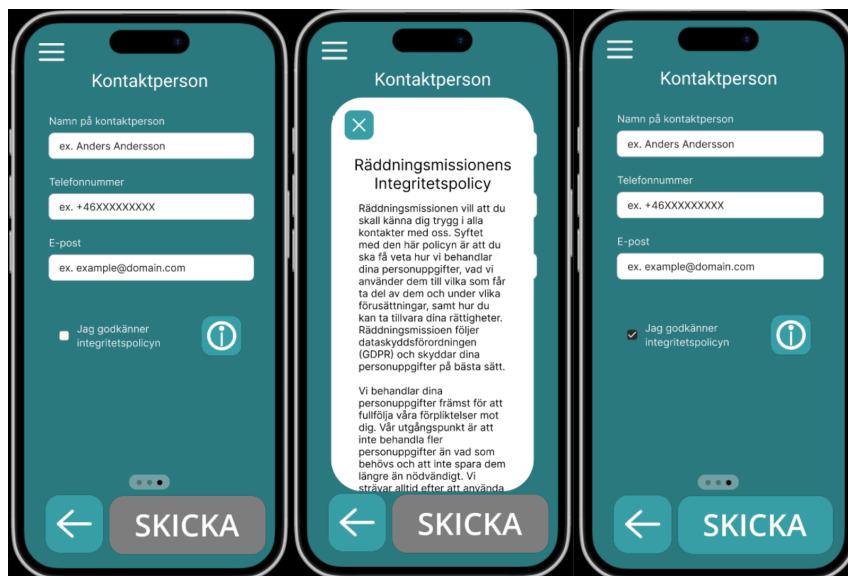 Kontaktperson
Namn på kontaktperson
ex. Anders Andersson
Telefonnummer
ex. +46XXXXXXXXX
E-post
ex. example@domain.com
Jag godkänner
integritetspolicyn
SKICKA
Kontaktperson
Räddningsmissionens
Integritetspolicy
Räddningsmissionen vill att du
skall känna dig trygg i alla
kontakter med oss. Syftet
med den här policyn är att du
ska få veta hur vi behandlar
dina personuppgifter, vad vi
använder dem till vilka som får
ta del av dem och under vlika
förusättningar, samt hur du
kan ta tillvara dina rättigheter.
Räddningsmissioen följer
dataskyddsförordningen
(GDPR) och skyddar dina
personuppgifter på bästa sätt.
Vi behandlar dina
personuppgifter främst för att
fullfölja våra förpliktelser mot
dig. Vår utgångspunkt är att
inte behandla fler
personuppgifter än vad som
behövs och att inte spara dem
längre än nödvändigt. Vi
strävar alltid efter att använda
SKICKA
Kontaktperson
Namn på kontaktperson
ex. Anders Andersson
Telefonnummer
ex. +46XXXXXXXXX
E-post
ex. example@domain.com
Jag godkänner
integritetspolicyn
SKICKA